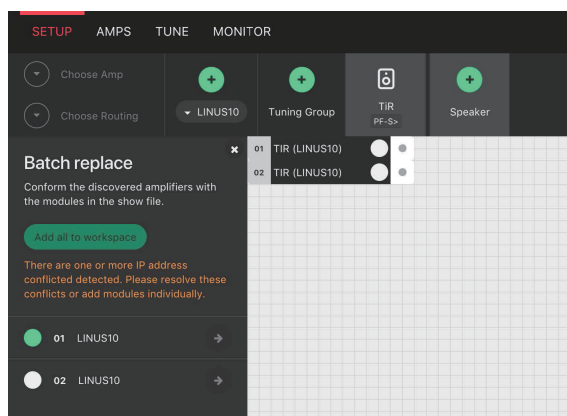 SETUP AMPS TUNE MONITOR
Choose Amp
Choose Routing
LINUS10
Tuning Group
TiR
PF-S>
Speaker
Batch replace
Conform the discovered amplifiers with
the modules in the show file.
Add all to workspace
There are one or more IP address
conflicted detected. Please resolve these
conflicts or add modules individually.
01 LINUS10
02 LINUS10
01 TIR (LINUS10)
02 TIR (LINUS10)